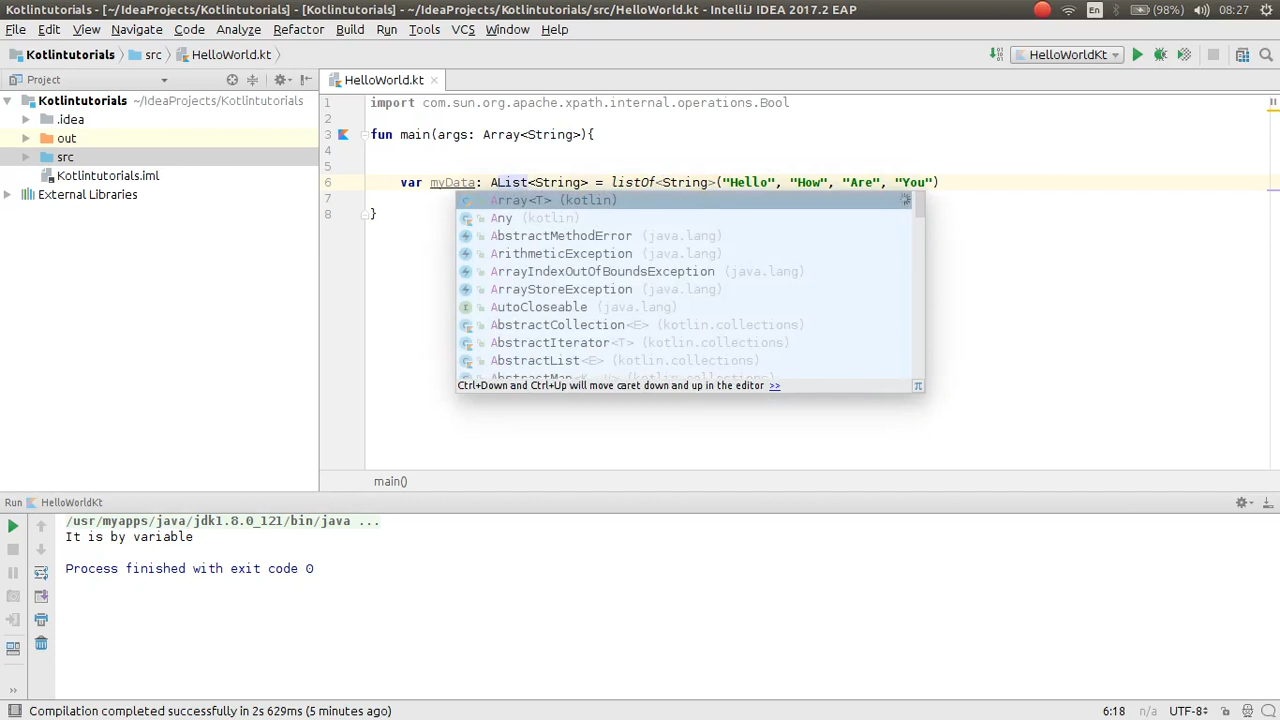 Kotlintutorials - [~/IdeaProjects/Kotlintutorials] - [Kotlintutorials] - ~/IdeaProjects/Kotlintutorials/src/HelloWorld.kt - IntelliJ IDEA 2017.2 EAP
En
(98%)
08:27
File Edit View Navigate Code Analyze Refactor Build Run Tools VCS Window Help
Kotlintutorials src HelloWorld.kt
HelloWorldKt
Project
HelloWorld.kt
Kotlintutorials ~/IdeaProjects/Kotlintutorials
.idea
out
src
Kotlintutorials.iml
External Libraries
1 import com.sun.org.apache.xpath.internal.operations.Bool
2
3 fun main(args: Array<String>){
4
5
6 var myData: AList<String> = listOf<String>("Hello", "How", "Are", "You")
7
8 }
Array<T> (kotlin)
Any (kotlin)
AbstractMethodError (java.lang)
ArithmeticException (java.lang)
ArrayIndexOutOfBoundsException (java.lang)
ArrayStoreException (java.lang)
AutoCloseable (java.lang)
AbstractCollection<E> (kotlin.collections)
AbstractIterator<T> (kotlin.collections)
AbstractList<E> (kotlin.collections)
AbstractMap<K, V> (kotlin.collections)
Ctrl+Down and Ctrl+Up will move caret down and up in the editor >>
π
main()
Run HelloWorldKt
/usr/myapps/java/jdk1.8.0_121/bin/java ...
It is by variable
Process finished with exit code 0
Compilation completed successfully in 2s 629ms (5 minutes ago)
6:18 n/a UTF-8